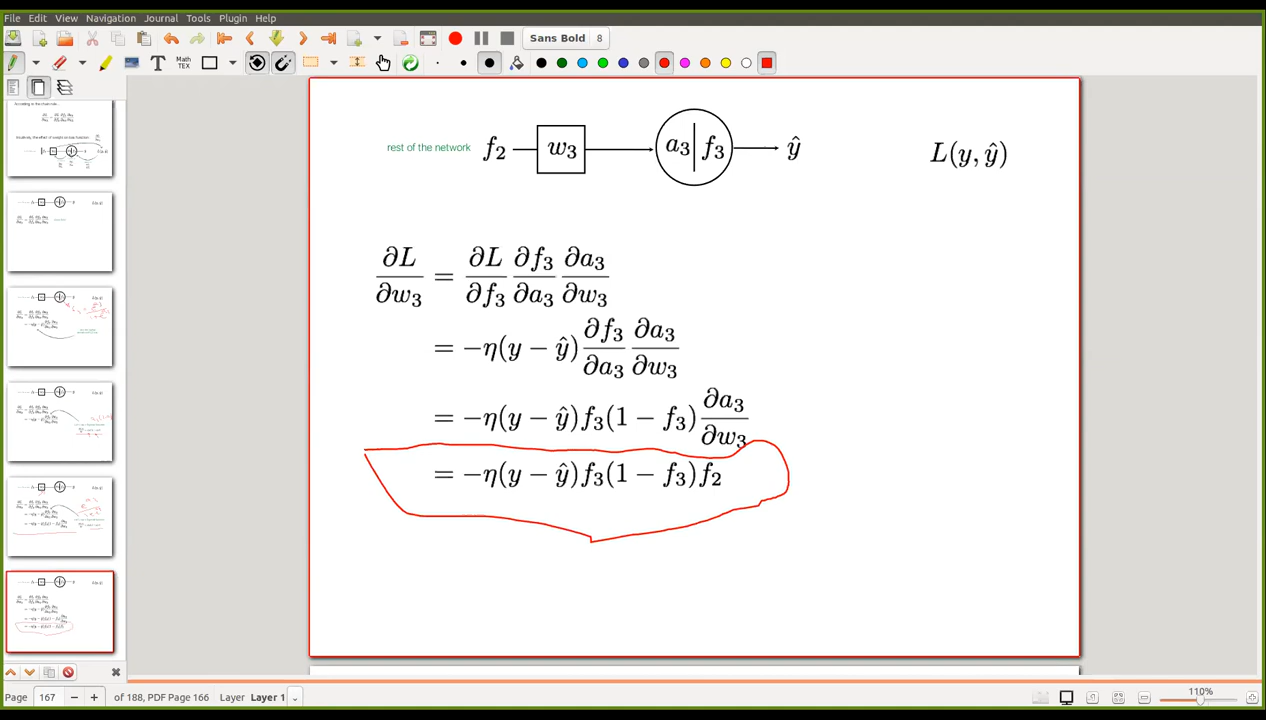 File Edit View Navigation Journal Tools Plugin Help
Sans Bold 8
Math TEX T
rest of the network f₂ w₃ a₃ f₃ ŷ L(y, ŷ)
∂L/∂w₃ = ∂L/∂f₃ ∂f₃/∂a₃ ∂a₃/∂w₃
= −η(y − ŷ) ∂f₃/∂a₃ ∂a₃/∂w₃
= −η(y − ŷ)f₃(1 − f₃) ∂a₃/∂w₃
= −η(y − ŷ)f₃(1 − f₃)f₂
Page 167 − + of 188, PDF Page 166 Layer Layer 1 110%